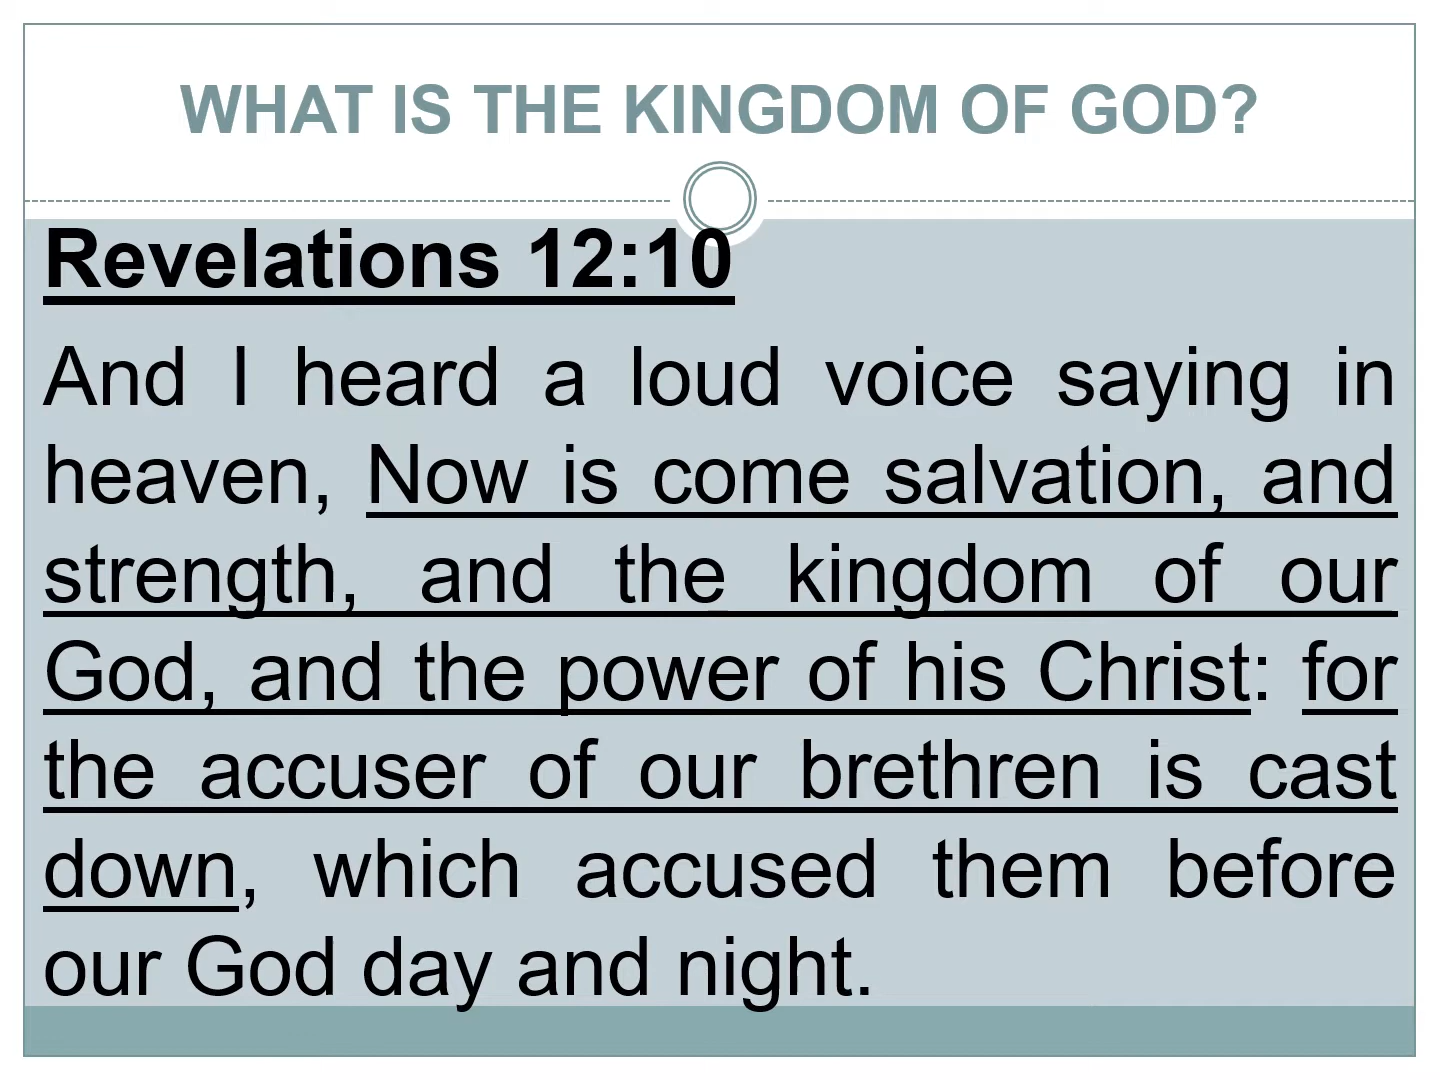 WHAT IS THE KINGDOM OF GOD?
Revelations 12:10
And I heard a loud voice saying in
heaven, Now is come salvation, and
strength, and the kingdom of our
God, and the power of his Christ: for
the accuser of our brethren is cast
down, which accused them before
our God day and night.